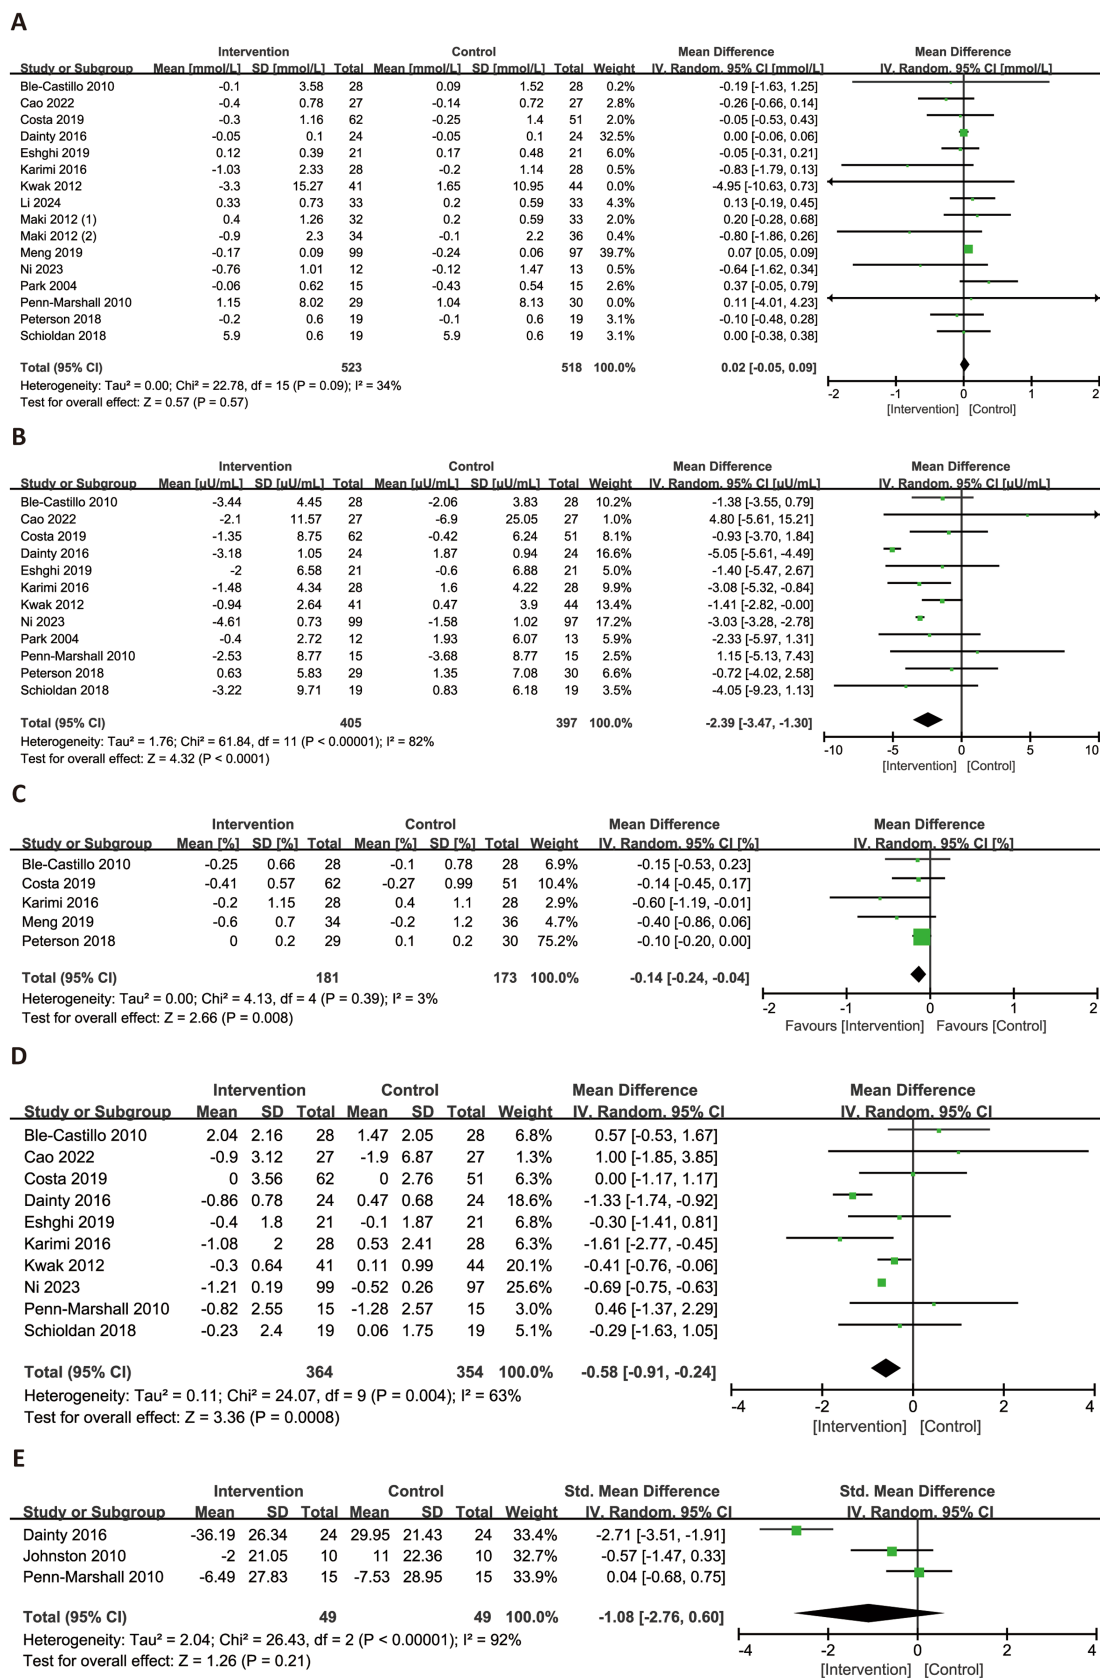 A
Intervention Control Mean Difference Mean Difference
Study or Subgroup Mean [mmol/L] SD [mmol/L] Total Mean [mmol/L] SD [mmol/L] Total Weight IV. Random. 95% CI [mmol/L] IV. Random. 95% CI [mmol/L]
Ble-Castillo 2010 -0.1 3.58 28 0.09 1.52 28 0.2% -0.19 [-1.63, 1.25]
Cao 2022 -0.4 0.78 27 -0.14 0.72 27 2.8% -0.26 [-0.66, 0.14]
Costa 2019 -0.3 1.16 62 -0.25 1.4 51 2.0% -0.05 [-0.53, 0.43]
Dainty 2016 -0.05 0.1 24 -0.05 0.1 24 32.5% 0.00 [-0.06, 0.06]
Eshghi 2019 0.12 0.39 21 0.17 0.48 21 6.0% -0.05 [-0.31, 0.21]
Karimi 2016 -1.03 2.33 28 -0.2 1.14 28 0.5% -0.83 [-1.79, 0.13]
Kwak 2012 -3.3 15.27 41 1.65 10.95 44 0.0% -4.95 [-10.63, 0.73]
Li 2024 0.33 0.73 33 0.2 0.59 33 4.3% 0.13 [-0.19, 0.45]
Maki 2012 (1) 0.4 1.26 32 0.2 0.59 33 2.0% 0.20 [-0.28, 0.68]
Maki 2012 (2) -0.9 2.3 34 -0.1 2.2 36 0.4% -0.80 [-1.86, 0.26]
Meng 2019 -0.17 0.09 99 -0.24 0.06 97 39.7% 0.07 [0.05, 0.09]
Ni 2023 -0.76 1.01 12 -0.12 1.47 13 0.5% -0.64 [-1.62, 0.34]
Park 2004 -0.06 0.62 15 -0.43 0.54 15 2.6% 0.37 [-0.05, 0.79]
Penn-Marshall 2010 1.15 8.02 29 1.04 8.13 30 0.0% 0.11 [-4.01, 4.23]
Peterson 2018 -0.2 0.6 19 -0.1 0.6 19 3.1% -0.10 [-0.48, 0.28]
Schioldan 2018 5.9 0.6 19 5.9 0.6 19 3.1% 0.00 [-0.38, 0.38]
Total (95% CI) 523 518 100.0% 0.02 [-0.05, 0.09]
Heterogeneity: Tau² = 0.00; Chi² = 22.78, df = 15 (P = 0.09); I² = 34%
Test for overall effect: Z = 0.57 (P = 0.57)
-2 -1 0 1 2
[Intervention] [Control]
B
Intervention Control Mean Difference Mean Difference
Study or Subgroup Mean [µU/mL] SD [µU/mL] Total Mean [µU/mL] SD [µU/mL] Total Weight IV. Random. 95% CI [µU/mL] IV. Random. 95% CI [µU/mL]
Ble-Castillo 2010 -3.44 4.45 28 -2.06 3.83 28 10.2% -1.38 [-3.55, 0.79]
Cao 2022 -2.1 11.57 27 -6.9 25.05 27 1.0% 4.80 [-5.61, 15.21]
Costa 2019 -1.35 8.75 62 -0.42 6.24 51 8.1% -0.93 [-3.70, 1.84]
Dainty 2016 -3.18 1.05 24 1.87 0.94 24 16.6% -5.05 [-5.61, -4.49]
Eshghi 2019 -2 6.58 21 -0.6 6.88 21 5.0% -1.40 [-5.47, 2.67]
Karimi 2016 -1.48 4.34 28 1.6 4.22 28 9.9% -3.08 [-5.32, -0.84]
Kwak 2012 -0.94 2.64 41 0.47 3.9 44 13.4% -1.41 [-2.82, -0.00]
Ni 2023 -4.61 0.73 99 -1.58 1.02 97 17.2% -3.03 [-3.28, -2.78]
Park 2004 -0.4 2.72 12 1.93 6.07 13 5.9% -2.33 [-5.97, 1.31]
Penn-Marshall 2010 -2.53 8.77 15 -3.68 8.77 15 2.5% 1.15 [-5.13, 7.43]
Peterson 2018 0.63 5.83 29 1.35 7.08 30 6.6% -0.72 [-4.02, 2.58]
Schioldan 2018 -3.22 9.71 19 0.83 6.18 19 3.5% -4.05 [-9.23, 1.13]
Total (95% CI) 405 397 100.0% -2.39 [-3.47, -1.30]
Heterogeneity: Tau² = 1.76; Chi² = 61.84, df = 11 (P < 0.00001); I² = 82%
Test for overall effect: Z = 4.32 (P < 0.0001)
-10 -5 0 5 10
[Intervention] [Control]
C
Intervention Control Mean Difference Mean Difference
Study or Subgroup Mean [%] SD [%] Total Mean [%] SD [%] Total Weight IV. Random. 95% CI [%] IV. Random. 95% CI [%]
Ble-Castillo 2010 -0.25 0.66 28 -0.1 0.78 28 6.9% -0.15 [-0.53, 0.23]
Costa 2019 -0.41 0.57 62 -0.27 0.99 51 10.4% -0.14 [-0.45, 0.17]
Karimi 2016 -0.2 1.15 28 0.4 1.1 28 2.9% -0.60 [-1.19, -0.01]
Meng 2019 -0.6 0.7 34 -0.2 1.2 36 4.7% -0.40 [-0.86, 0.06]
Peterson 2018 0 0.2 29 0.1 0.2 30 75.2% -0.10 [-0.20, 0.00]
Total (95% CI) 181 173 100.0% -0.14 [-0.24, -0.04]
Heterogeneity: Tau² = 0.00; Chi² = 4.13, df = 4 (P = 0.39); I² = 3%
Test for overall effect: Z = 2.66 (P = 0.008)
-2 -1 0 1 2
Favours [Intervention] Favours [Control]
D
Intervention Control Mean Difference Mean Difference
Study or Subgroup Mean SD Total Mean SD Total Weight IV. Random. 95% CI IV. Random. 95% CI
Ble-Castillo 2010 2.04 2.16 28 1.47 2.05 28 6.8% 0.57 [-0.53, 1.67]
Cao 2022 -0.9 3.12 27 -1.9 6.87 27 1.3% 1.00 [-1.85, 3.85]
Costa 2019 0 3.56 62 0 2.76 51 6.3% 0.00 [-1.17, 1.17]
Dainty 2016 -0.86 0.78 24 0.47 0.68 24 18.6% -1.33 [-1.74, -0.92]
Eshghi 2019 -0.4 1.8 21 -0.1 1.87 21 6.8% -0.30 [-1.41, 0.81]
Karimi 2016 -1.08 2 28 0.53 2.41 28 6.3% -1.61 [-2.77, -0.45]
Kwak 2012 -0.3 0.64 41 0.11 0.99 44 20.1% -0.41 [-0.76, -0.06]
Ni 2023 -1.21 0.19 99 -0.52 0.26 97 25.6% -0.69 [-0.75, -0.63]
Penn-Marshall 2010 -0.82 2.55 15 -1.28 2.57 15 3.0% 0.46 [-1.37, 2.29]
Schioldan 2018 -0.23 2.4 19 0.06 1.75 19 5.1% -0.29 [-1.63, 1.05]
Total (95% CI) 364 354 100.0% -0.58 [-0.91, -0.24]
Heterogeneity: Tau² = 0.11; Chi² = 24.07, df = 9 (P = 0.004); I² = 63%
Test for overall effect: Z = 3.36 (P = 0.0008)
-4 -2 0 2 4
[Intervention] [Control]
E
Intervention Control Std. Mean Difference Std. Mean Difference
Study or Subgroup Mean SD Total Mean SD Total Weight IV. Random. 95% CI IV. Random. 95% CI
Dainty 2016 -36.19 26.34 24 29.95 21.43 24 33.4% -2.71 [-3.51, -1.91]
Johnston 2010 -2 21.05 10 11 22.36 10 32.7% -0.57 [-1.47, 0.33]
Penn-Marshall 2010 -6.49 27.83 15 -7.53 28.95 15 33.9% 0.04 [-0.68, 0.75]
Total (95% CI) 49 49 100.0% -1.08 [-2.76, 0.60]
Heterogeneity: Tau² = 2.04; Chi² = 26.43, df = 2 (P < 0.00001); I² = 92%
Test for overall effect: Z = 1.26 (P = 0.21)
-4 -2 0 2 4
[Intervention] [Control]